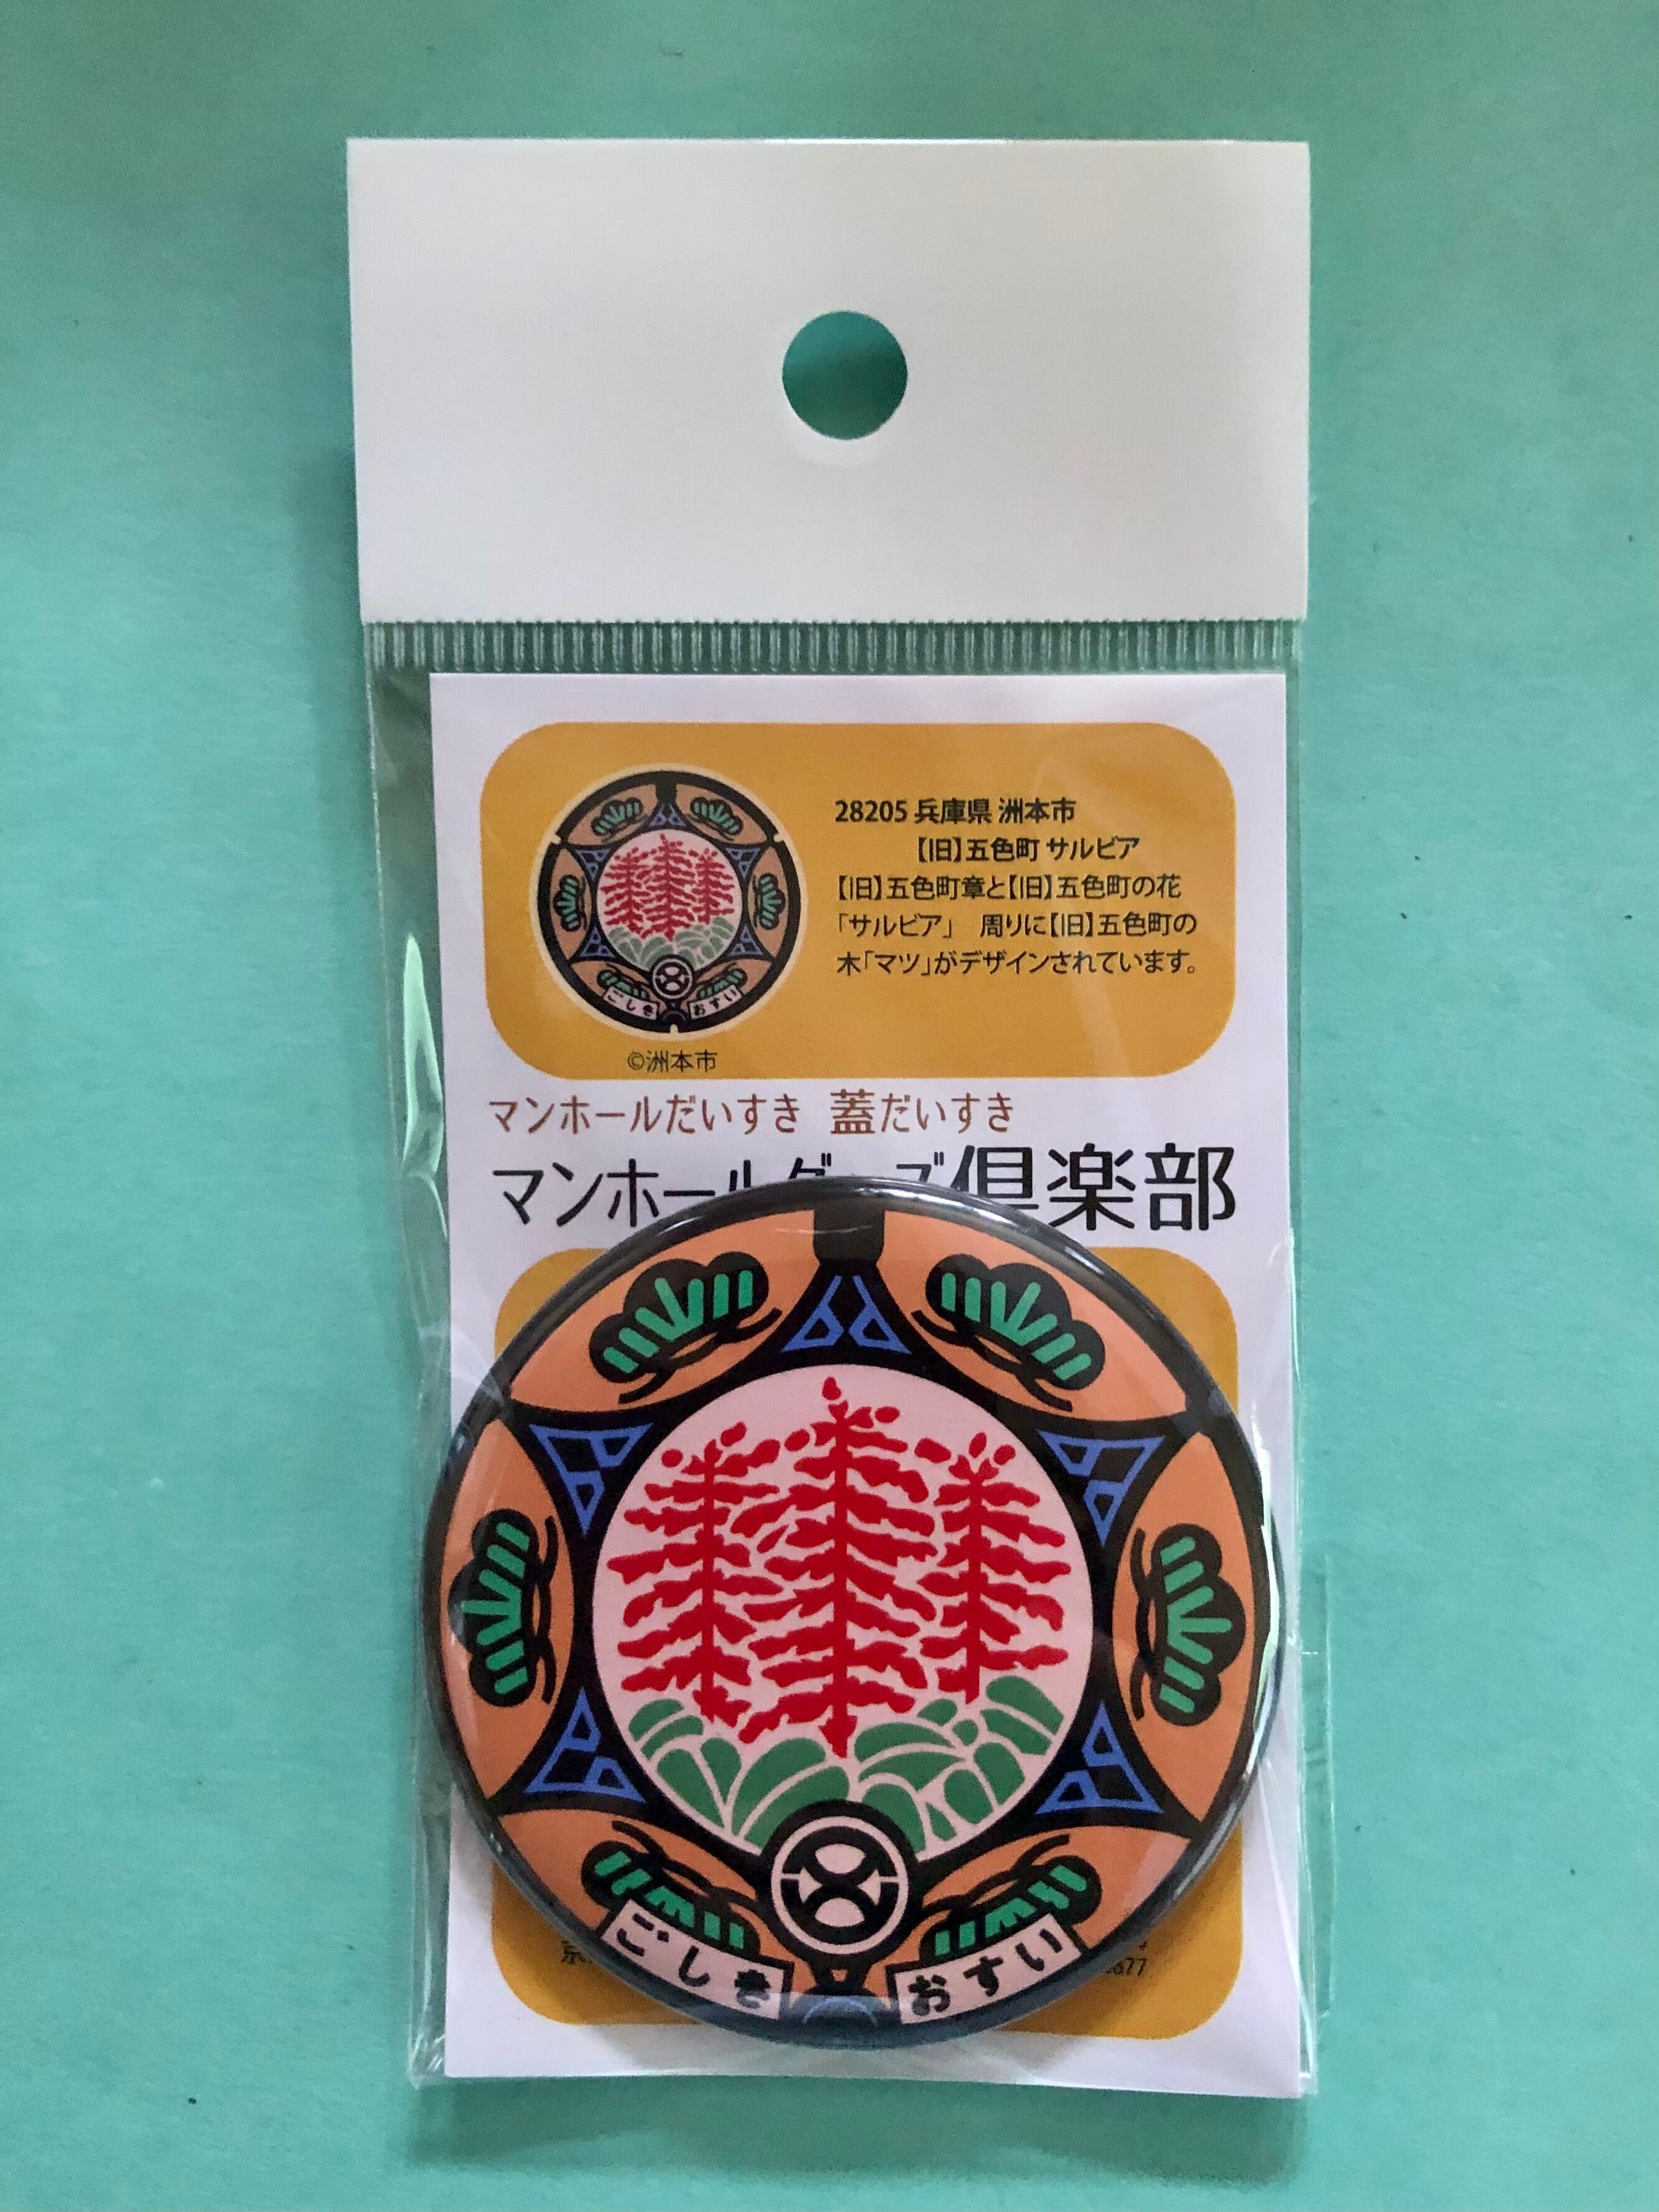 28205 兵庫県 洲本市
【旧】五色町 サルビア
【旧】五色町章と【旧】五色町の花
「サルビア」 周りに【旧】五色町の
木「マツ」がデザインされています。
ごしき おすい
©洲本市
マンホールだいすき 蓋だいすき
マンホールグッズ倶楽部
ごしき おすい